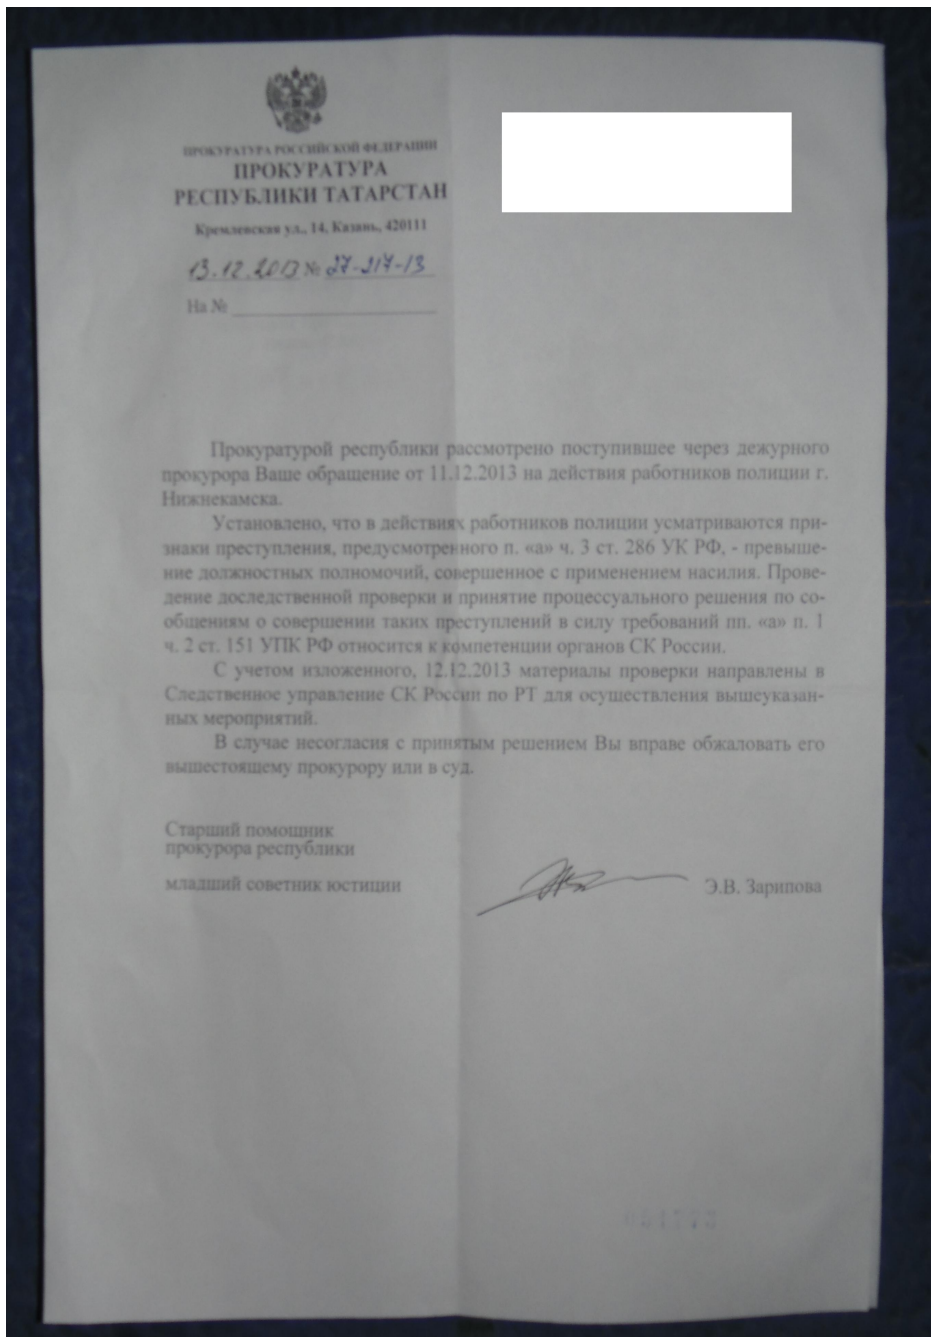 ПРОКУРАТУРА РОССИЙСКОЙ ФЕДЕРАЦИИ
ПРОКУРАТУРА
РЕСПУБЛИКИ ТАТАРСТАН
Кремлевская ул., 14, Казань, 420111
13.12.2013 № 27-217-13
На №
Прокуратурой республики рассмотрено поступившее через дежурного
прокурора Ваше обращение от 11.12.2013 на действия работников полиции г.
Нижнекамска.
Установлено, что в действиях работников полиции усматриваются при-
знаки преступления, предусмотренного п. «а» ч. 3 ст. 286 УК РФ, - превыше-
ние должностных полномочий, совершенное с применением насилия. Прове-
дение доследственной проверки и принятие процессуального решения по со-
общениям о совершении таких преступлений в силу требований пп. «а» п. 1
ч. 2 ст. 151 УПК РФ относится к компетенции органов СК России.
С учетом изложенного, 12.12.2013 материалы проверки направлены в
Следственное управление СК России по РТ для осуществления вышеуказан-
ных мероприятий.
В случае несогласия с принятым решением Вы вправе обжаловать его
вышестоящему прокурору или в суд.
Старший помощник
прокурора республики
младший советник юстиции Э.В. Зарипова